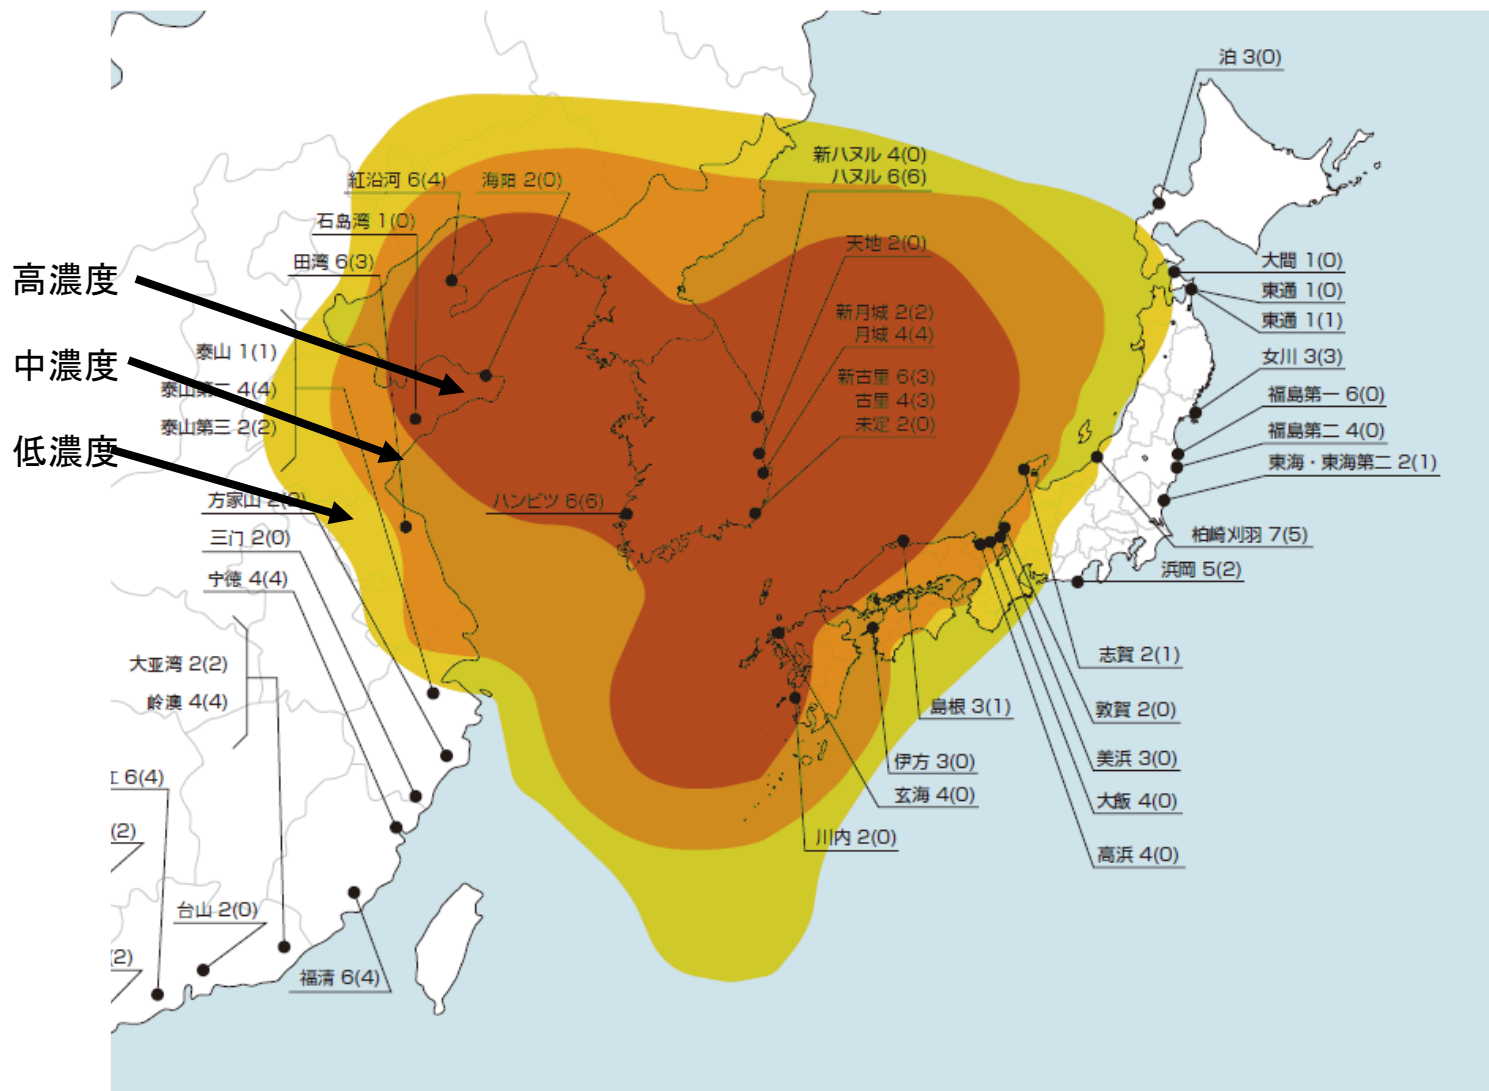 泊 3(0)
新ハヌル 4(0)
ハヌル 6(6)
紅沿河 6(4)
海阳 2(0)
石島湾 1(0)
天地 2(0)
田湾 6(3)
大間 1(0)
高濃度
東通 1(0)
新月城 2(2)
東通 1(1)
月城 4(4)
泰山 1(1)
中濃度
女川 3(3)
新古里 6(3)
泰山第二 4(4)
福島第一 6(0)
古里 4(3)
泰山第三 2(2)
未定 2(0)
福島第二 4(0)
低濃度
東海・東海第二 2(1)
方家山 2(2)
ハンビツ 6(6)
三门 2(0)
柏崎刈羽 7(5)
宁徳 4(4)
浜岡 5(2)
大亚湾 2(2)
志賀 2(1)
岭澳 4(4)
島根 3(1)
敦賀 2(0)
伊方 3(0)
美浜 3(0)
6(4)
玄海 4(0)
大飯 4(0)
(2)
川内 2(0)
高浜 4(0)
台山 2(0)
(2)
福清 6(4)